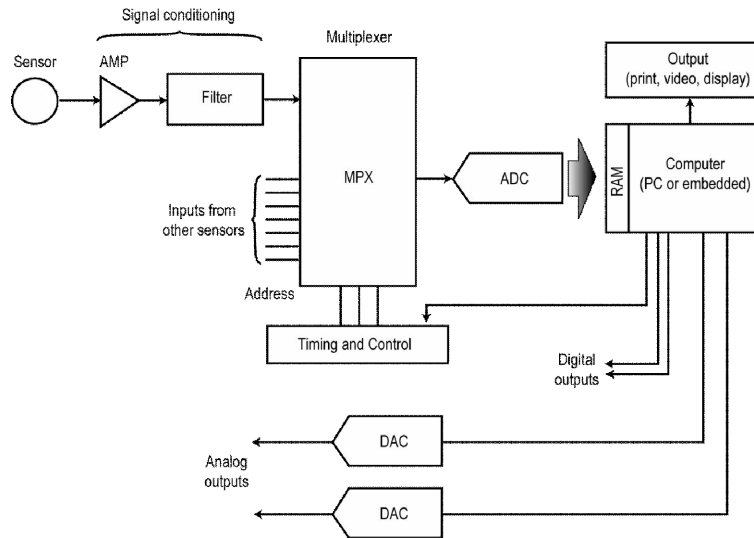 Signal conditioning
Sensor
AMP
Filter
Multiplexer
MPX
ADC
Output
(print, video, display)
RAM
Computer
(PC or embedded)
Inputs from
other sensors
Address
Timing and Control
Digital
outputs
DAC
Analog
outputs
DAC